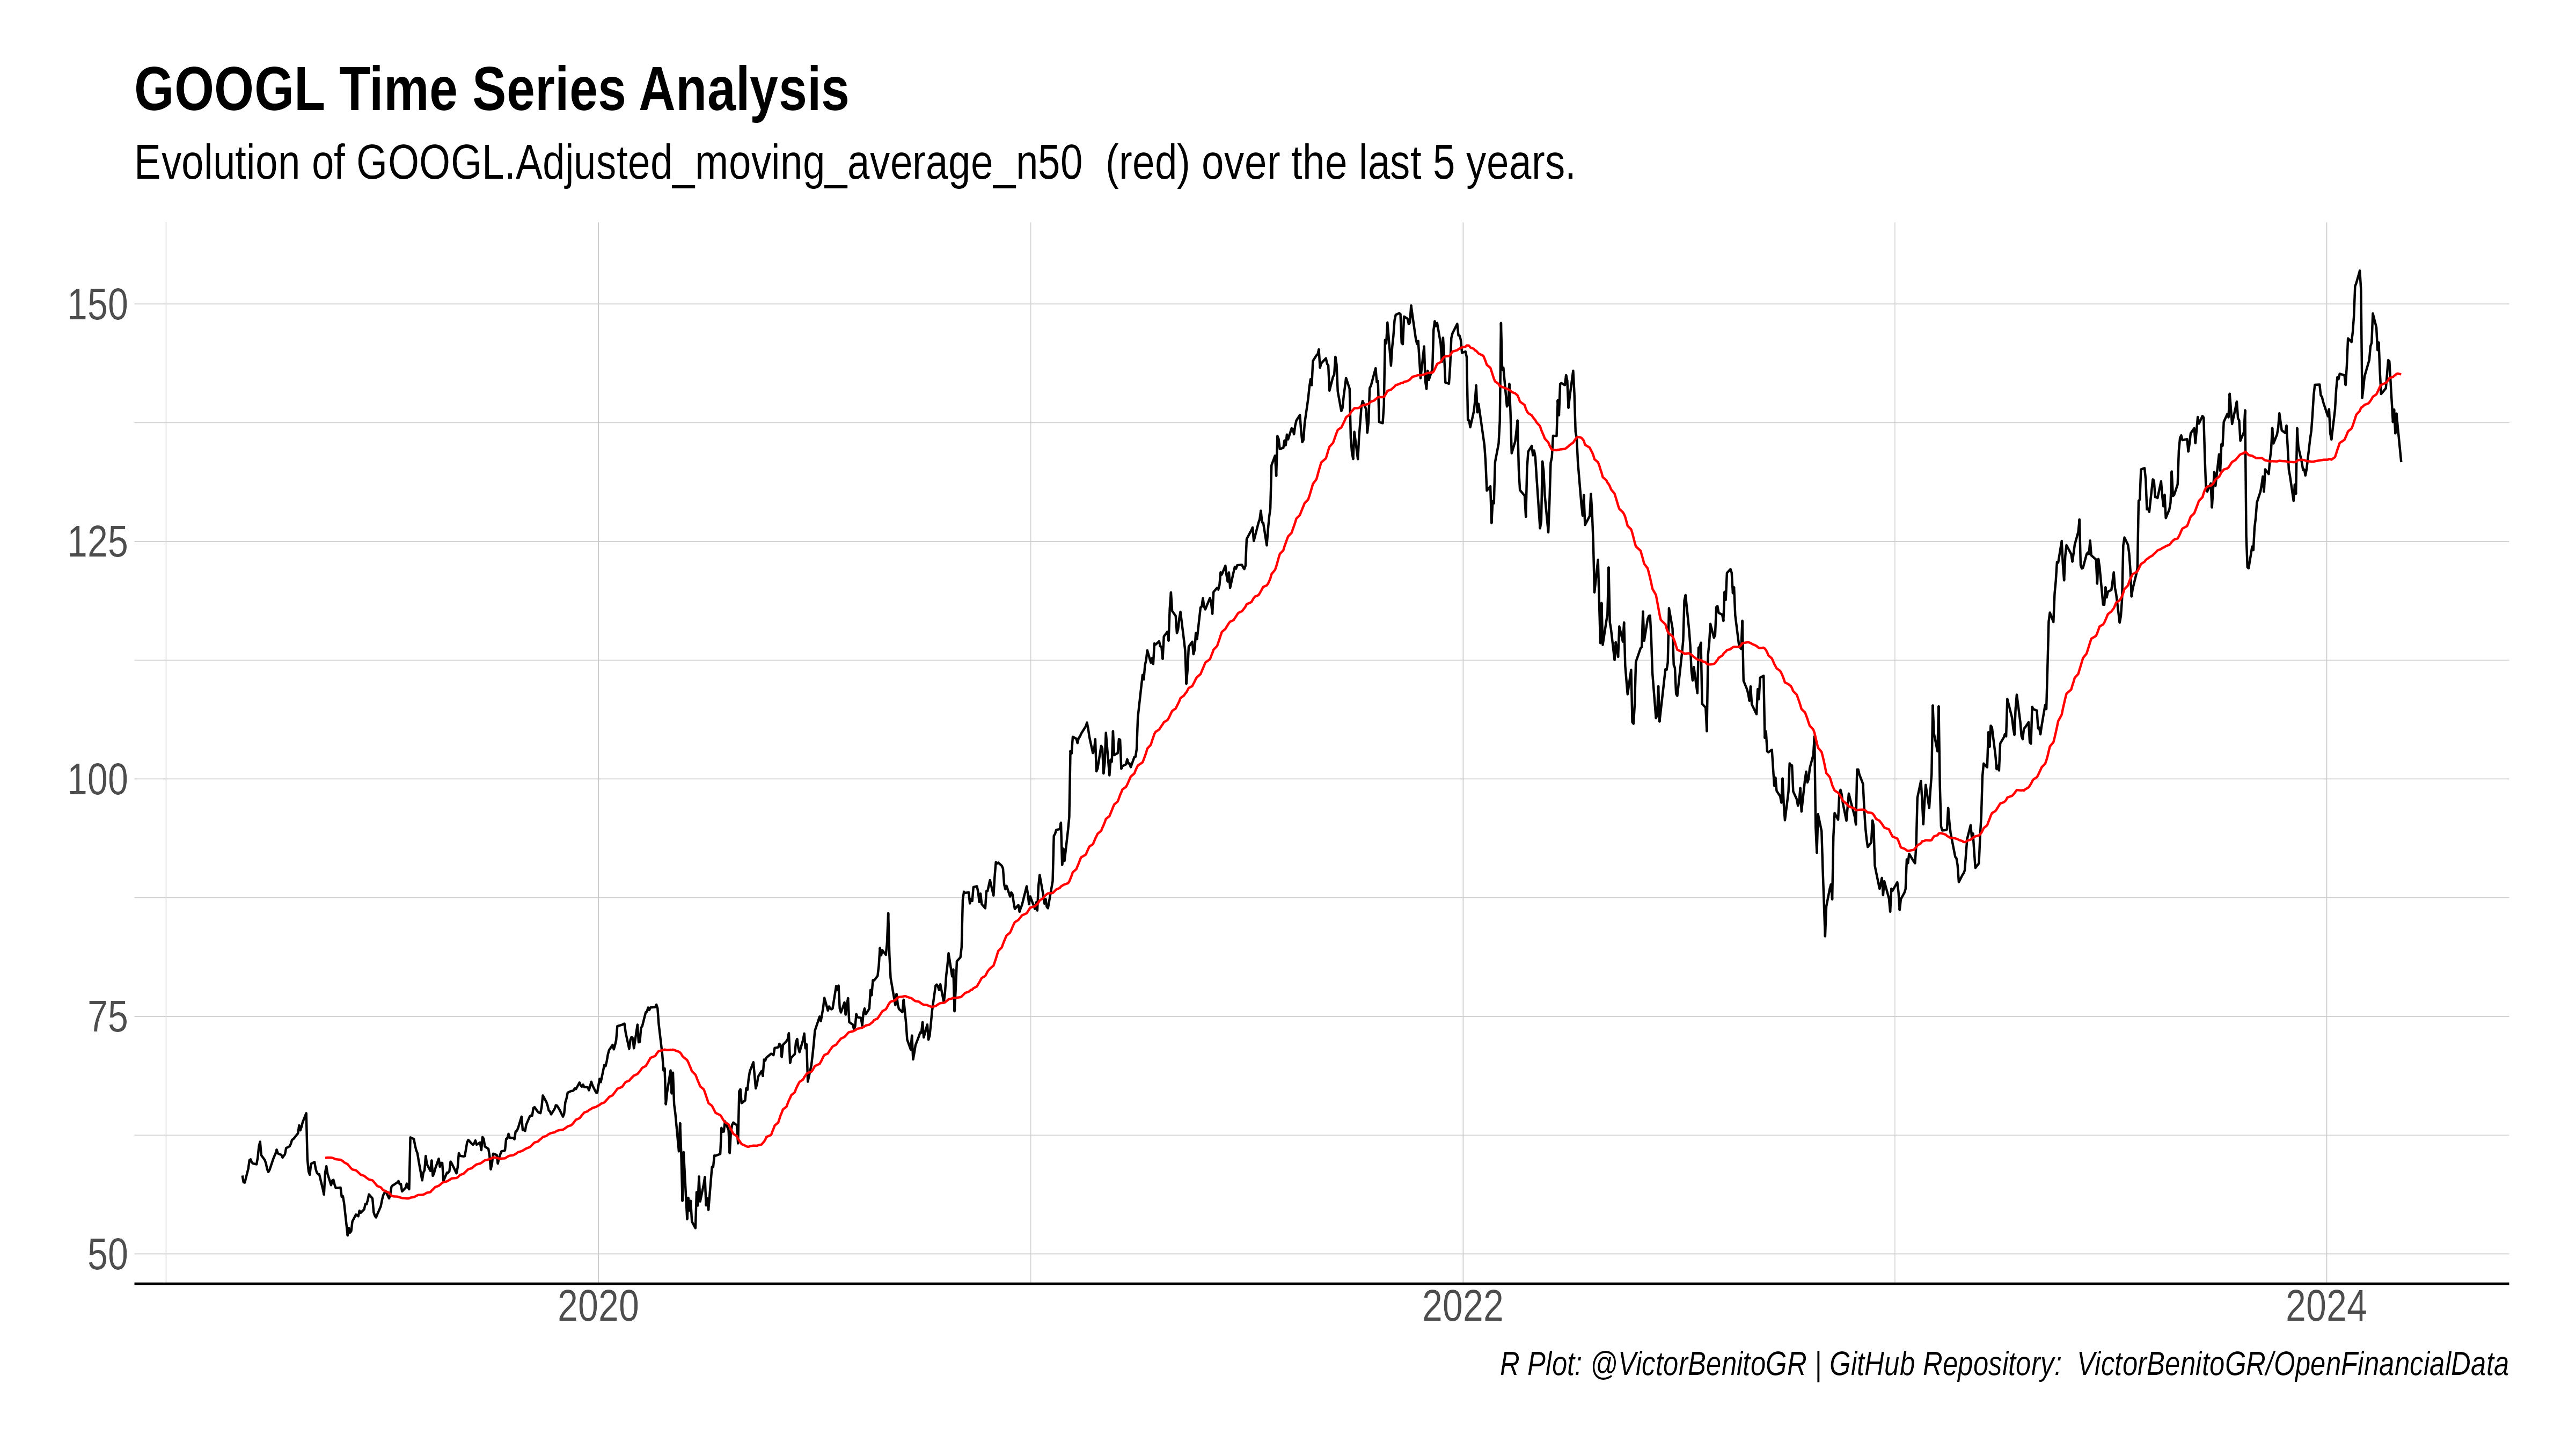 GOOGL Time Series Analysis
Evolution of GOOGL.Adjusted_moving_average_n50  (red) over the last 5 years.
150
125
100
75
50
2020 2022 2024
R Plot: @VictorBenitoGR | GitHub Repository:  VictorBenitoGR/OpenFinancialData